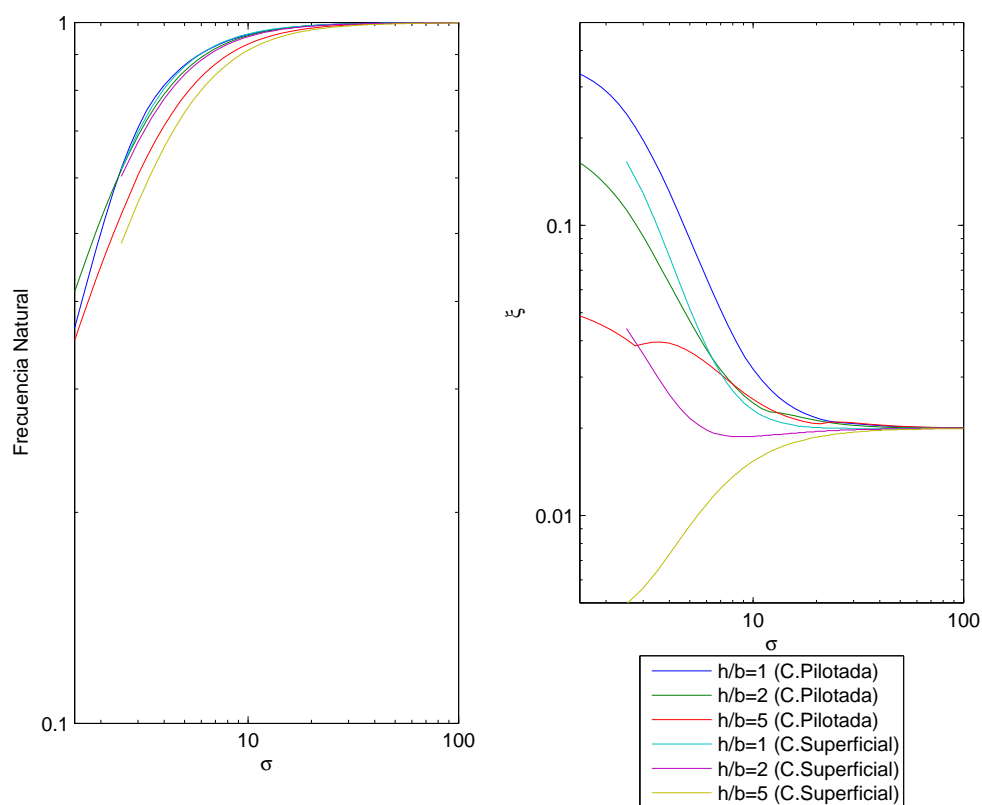 1
Frecuencia Natural
0.1
10
100
σ
0.1
ξ
0.01
10
100
σ
h/b=1 (C.Pilotada)
h/b=2 (C.Pilotada)
h/b=5 (C.Pilotada)
h/b=1 (C.Superficial)
h/b=2 (C.Superficial)
h/b=5 (C.Superficial)